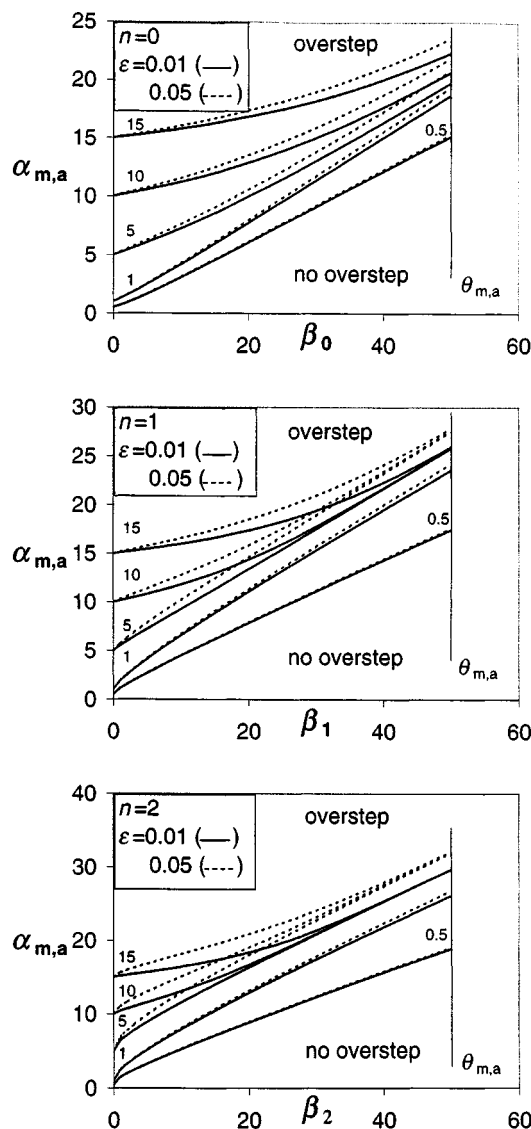 25
n=0
ε=0.01 (—)
0.05 (----)
overstep
20
15
15
α_m,a
10
10
0.5
5
5
1
no overstep
θ_m,a
0
0 20 β_0 40 60
30
n=1
ε=0.01 (—)
0.05 (----)
overstep
25
20
15
α_m,a
15
10
0.5
10
5
5
1
no overstep
θ_m,a
0
0 20 β_1 40 60
40
n=2
ε=0.01 (—)
0.05 (----)
overstep
30
α_m,a
20
15
0.5
10
10
5
1
no overstep
θ_m,a
0
0 20 β_2 40 60